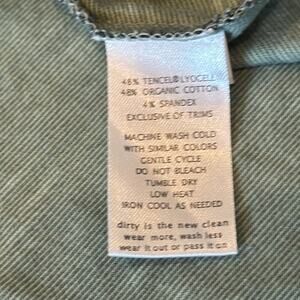 48% TENCEL®LYOCELL
48% ORGANIC COTTON
4% SPANDEX
EXCLUSIVE OF TRIMS
MACHINE WASH COLD
WITH SIMILAR COLORS
GENTLE CYCLE
DO NOT BLEACH
TUMBLE DRY
LOW HEAT
IRON COOL AS NEEDED
dirty is the new clean
wear more, wash less
wear it out or pass it on